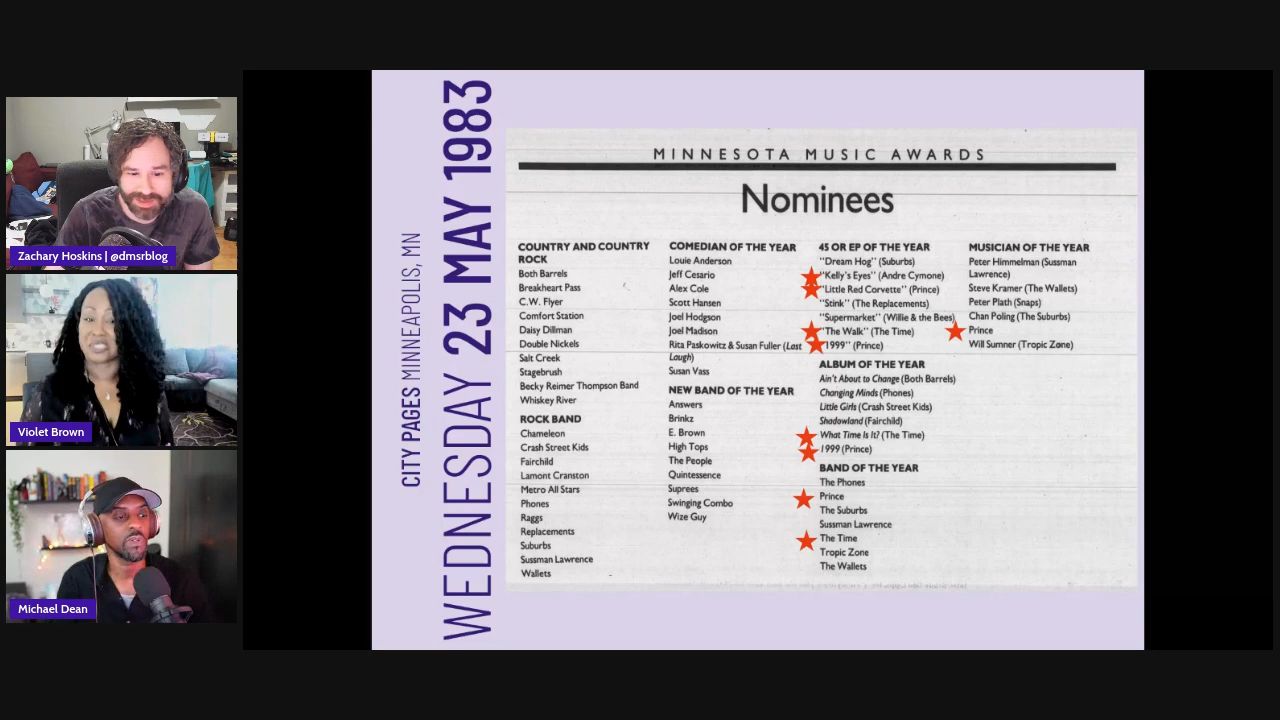 Zachary Hoskins | @dmsrblog
Violet Brown
Michael Dean
CITY PAGES MINNEAPOLIS, MN
WEDNESDAY 23 MAY 1983
MINNESOTA MUSIC AWARDS
Nominees
COUNTRY AND COUNTRY
ROCK
Both Barrels
Breakheart Pass
C.W. Flyer
Comfort Station
Daisy Dillman
Double Nickels
Salt Creek
Stagebrush
Becky Reimer Thompson Band
Whiskey River
ROCK BAND
Chameleon
Crash Street Kids
Fairchild
Lamont Cranston
Metro All Stars
Phones
Raggs
Replacements
Suburbs
Sussman Lawrence
Wallets
COMEDIAN OF THE YEAR
Louie Anderson
Jeff Cesario
Alex Cole
Scott Hansen
Joel Hodgson
Joel Madison
Rita Paskowitz & Susan Fuller (Last
Laugh)
Susan Vass
NEW BAND OF THE YEAR
Answers
Brinkz
E. Brown
High Tops
The People
Quintessence
Suprees
Swinging Combo
Wize Guy
45 OR EP OF THE YEAR
"Dream Hog" (Suburbs)
"Kelly's Eyes" (Andre Cymone)
"Little Red Corvette" (Prince)
"Stink" (The Replacements)
"Supermarket" (Willie & the Bees)
"The Walk" (The Time)
"1999" (Prince)
ALBUM OF THE YEAR
Ain't About to Change (Both Barrels)
Changing Minds (Phones)
Little Girls (Crash Street Kids)
Shadowland (Fairchild)
What Time Is It? (The Time)
1999 (Prince)
BAND OF THE YEAR
The Phones
Prince
The Suburbs
Sussman Lawrence
The Time
Tropic Zone
The Wallets
MUSICIAN OF THE YEAR
Peter Himmelman (Sussman
Lawrence)
Steve Kramer (The Wallets)
Peter Plath (Snaps)
Chan Poling (The Suburbs)
Prince
Will Sumner (Tropic Zone)